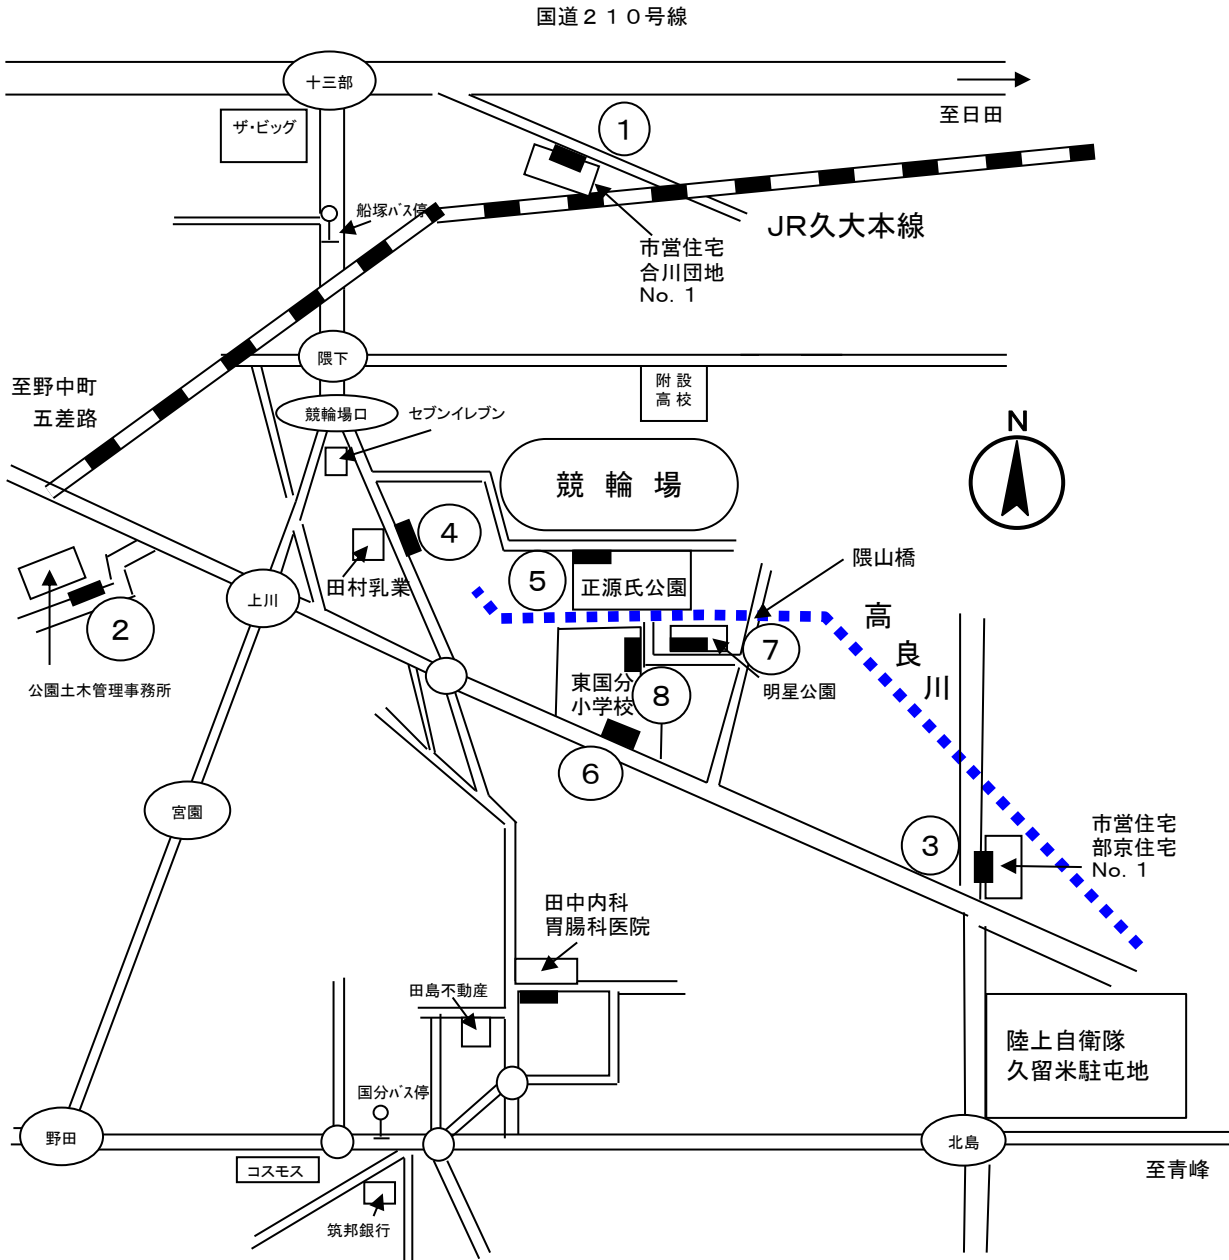 国道２１０号線
十三部
ザ・ビッグ
至日田
①
船塚バス停
JR久大本線
市営住宅
合川団地
No. 1
隈下
至野中町
五差路
附 設
高 校
競輪場口
セブンイレブン
N
競 輪 場
④
田村乳業
⑤
正源氏公園
隈山橋
上川
②
高
良
川
⑦
明星公園
公園土木管理事務所
東国分
小学校
⑧
⑥
宮園
③
市営住宅
部京住宅
No. 1
田中内科
胃腸科医院
田島不動産
陸上自衛隊
久留米駐屯地
国分バス停
野田
北島
コスモス
至青峰
筑邦銀行